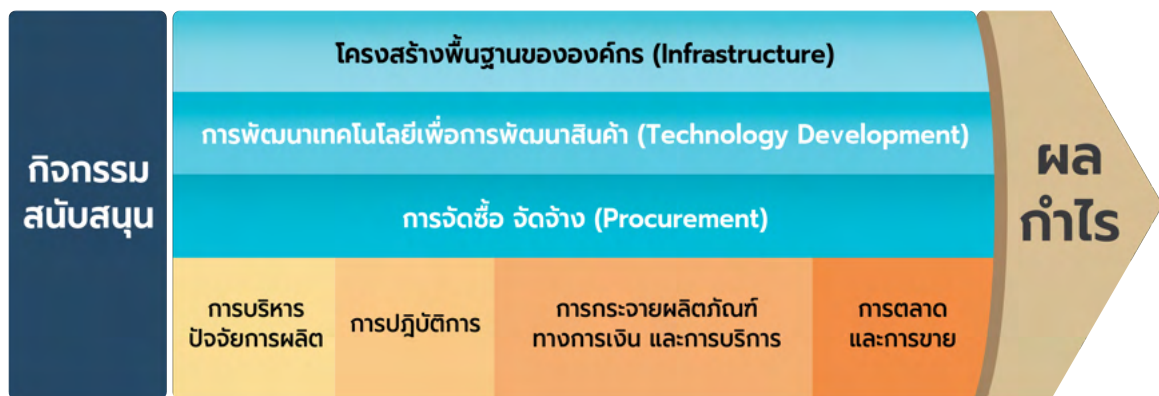 กิจกรรม
สนับสนุน
โครงสร้างพื้นฐานขององค์กร (Infrastructure)
การพัฒนาเทคโนโลยีเพื่อการพัฒนาสินค้า (Technology Development)
การจัดซื้อ จัดจ้าง (Procurement)
การบริหาร
ปัจจัยการผลิต
การปฎิบัติการ
การกระจายผลิตภัณฑ์
ทางการเงิน และการบริการ
การตลาด
และการขาย
ผล
กำไร